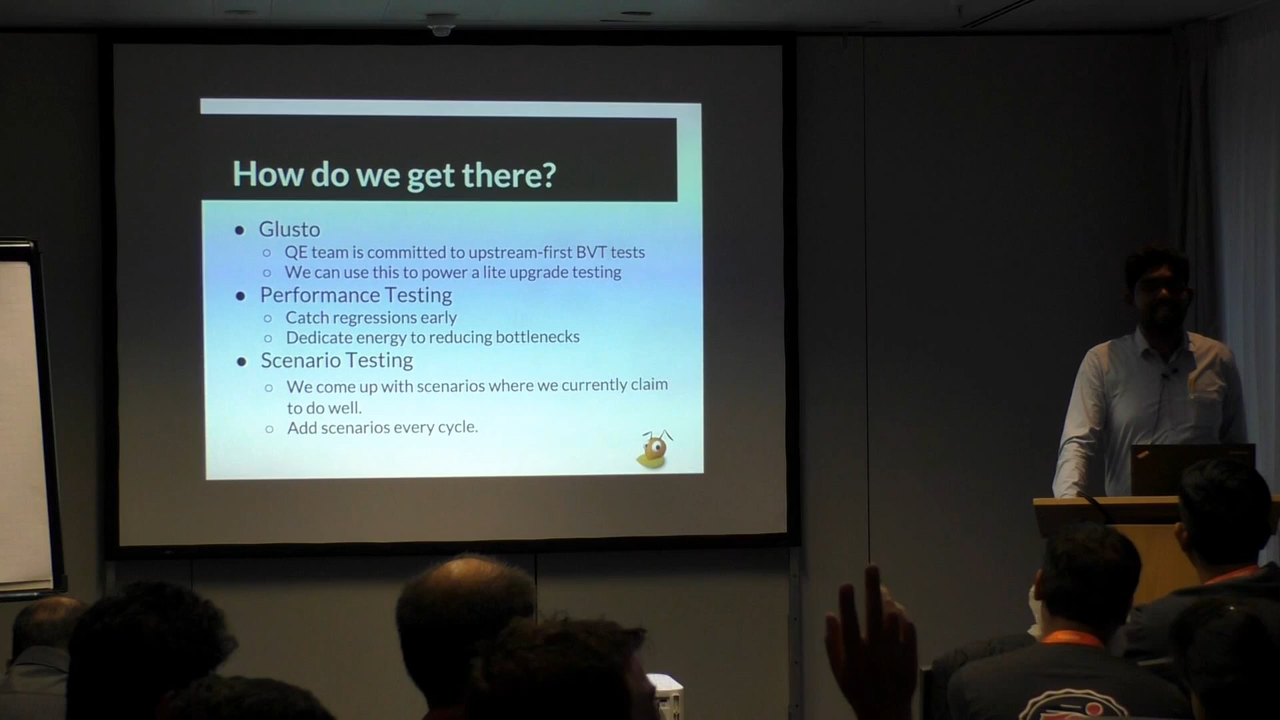 How do we get there?
● Glusto
○ QE team is committed to upstream-first BVT tests
○ We can use this to power a lite upgrade testing
● Performance Testing
○ Catch regressions early
○ Dedicate energy to reducing bottlenecks
● Scenario Testing
○ We come up with scenarios where we currently claim
to do well.
○ Add scenarios every cycle.